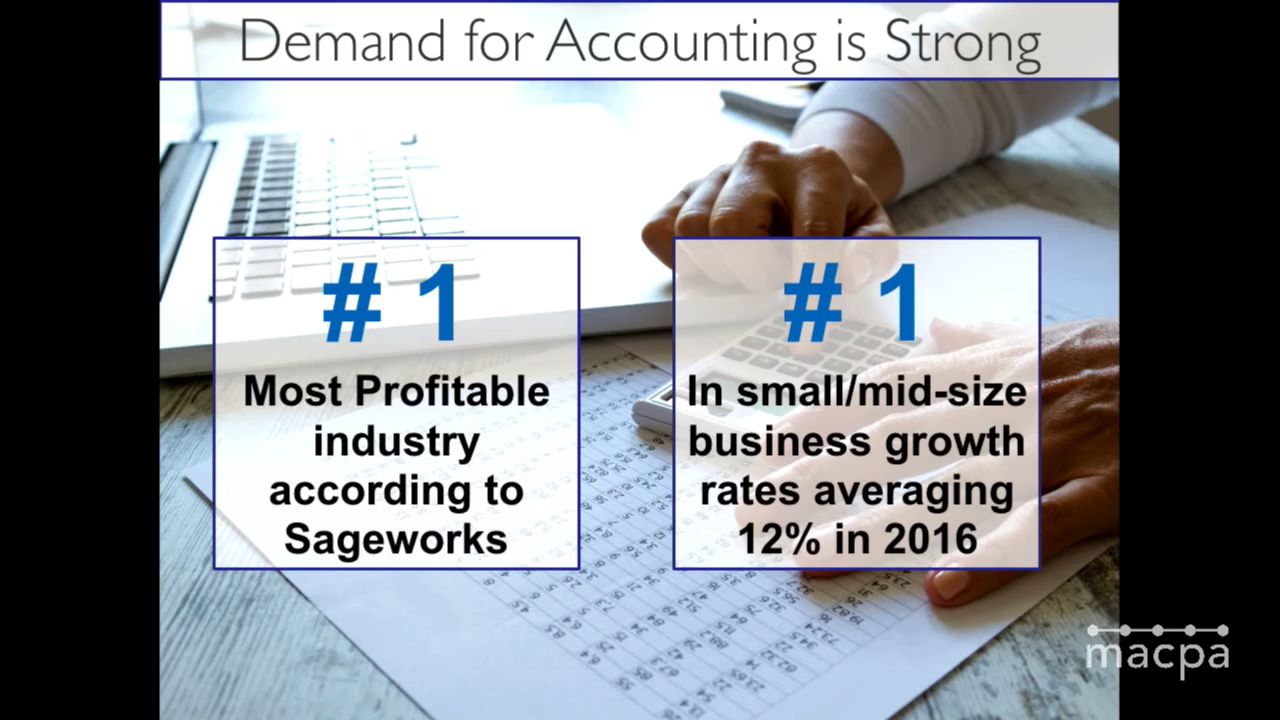 Demand for Accounting is Strong
# 1
Most Profitable
industry
according to
Sageworks
# 1
In small/mid-size
business growth
rates averaging
12% in 2016
macpa